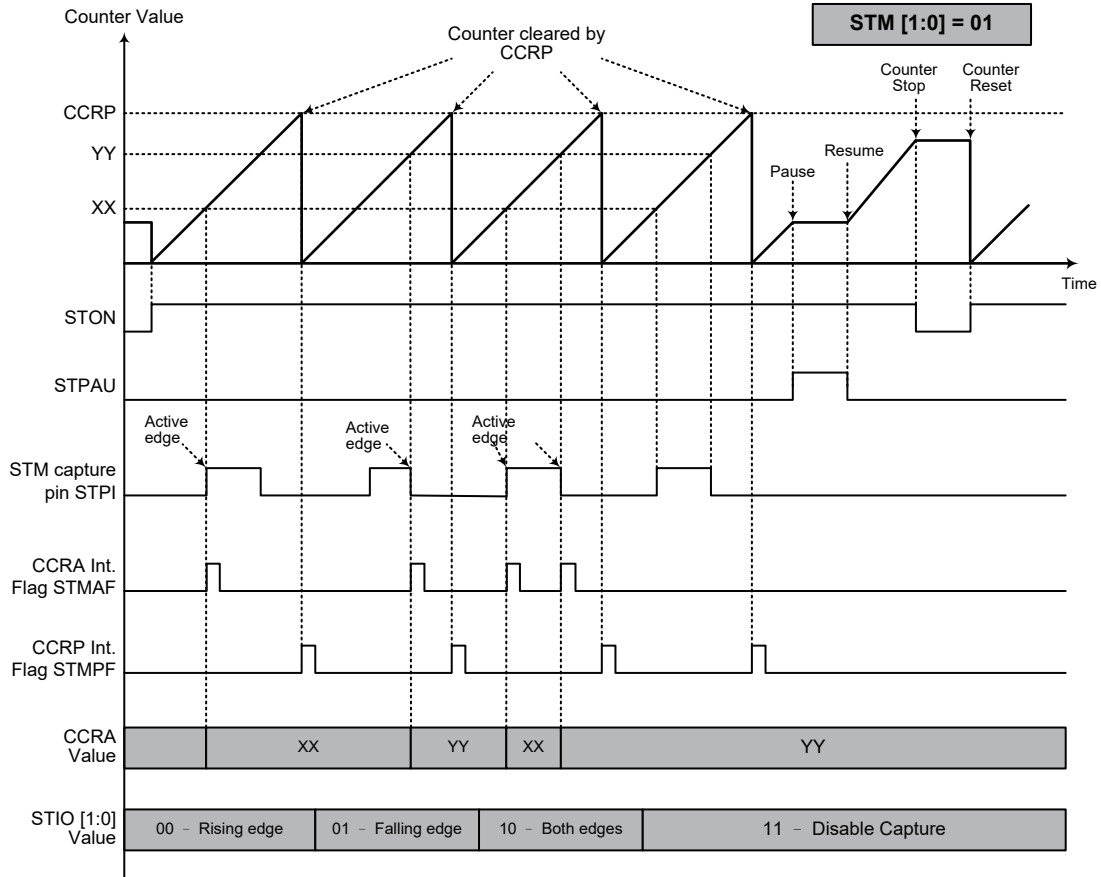 Counter Value
STM [1:0] = 01
Counter cleared by
CCRP
Counter
Stop
Counter
Reset
CCRP
YY
Resume
Pause
XX
Time
STON
STPAU
Active
edge
Active
edge
Active
edge
STM capture
pin STPI
CCRA Int.
Flag STMAF
CCRP Int.
Flag STMPF
CCRA
Value
XX
YY
XX
YY
STIO [1:0]
Value
00 – Rising edge
01 – Falling edge
10 – Both edges
11 – Disable Capture